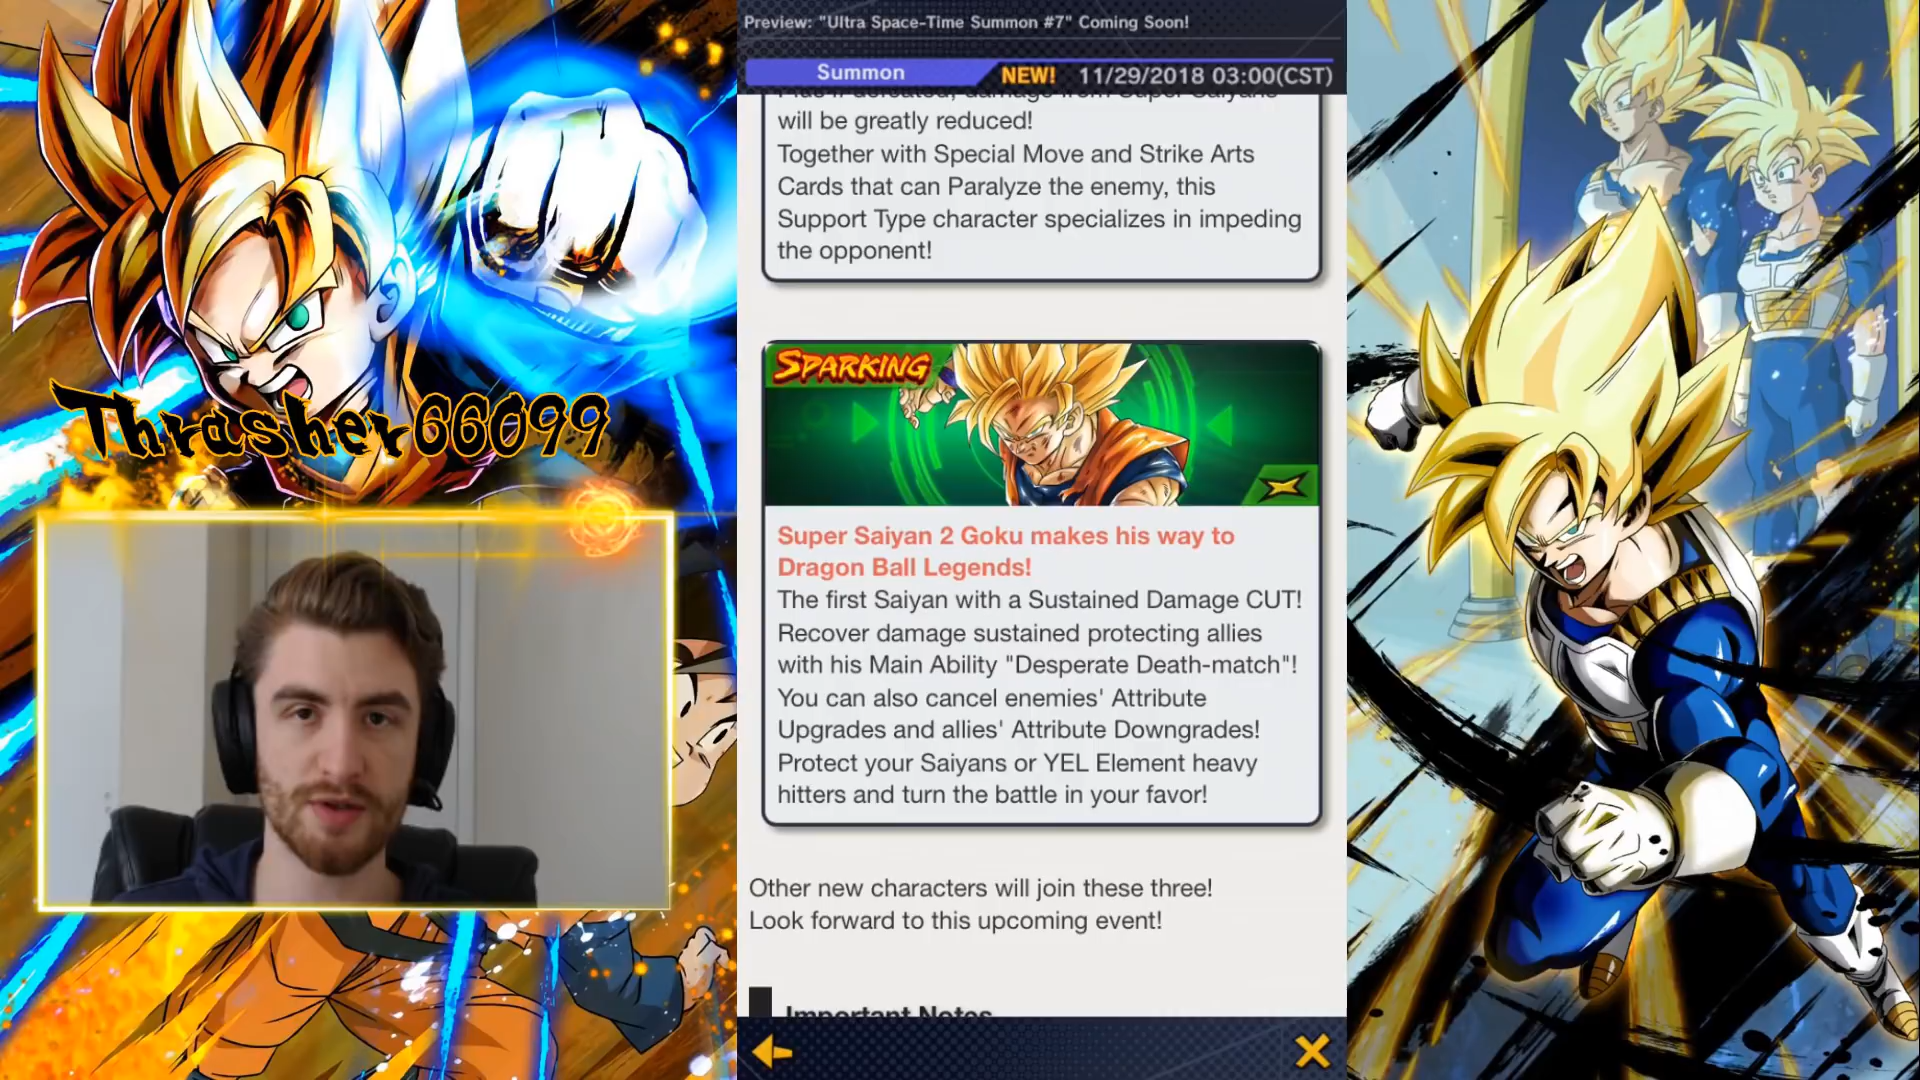 Preview: "Ultra Space-Time Summon #7" Coming Soon!
Summon
NEW! 11/29/2018 03:00(CST)
will be greatly reduced!
Together with Special Move and Strike Arts
Cards that can Paralyze the enemy, this
Support Type character specializes in impeding
the opponent!
Thrasher66099
SPARKING
Super Saiyan 2 Goku makes his way to
Dragon Ball Legends!
The first Saiyan with a Sustained Damage CUT!
Recover damage sustained protecting allies
with his Main Ability "Desperate Death-match"!
You can also cancel enemies' Attribute
Upgrades and allies' Attribute Downgrades!
Protect your Saiyans or YEL Element heavy
hitters and turn the battle in your favor!
Other new characters will join these three!
Look forward to this upcoming event!
Important Notes